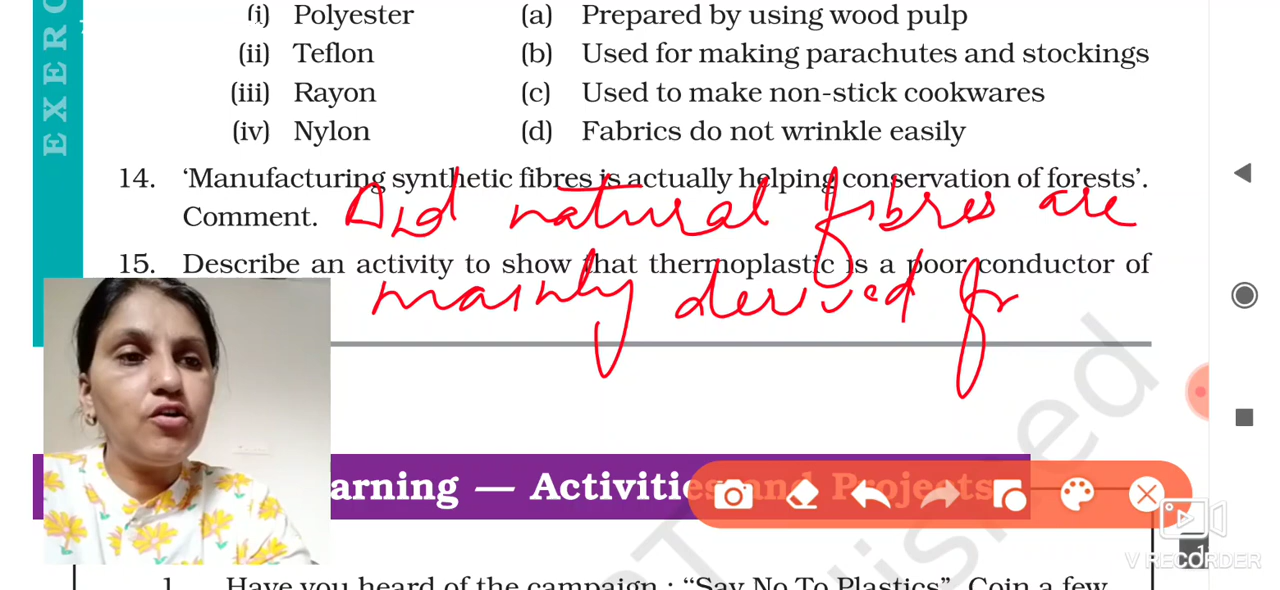 EXERC
(i) Polyester (a) Prepared by using wood pulp
(ii) Teflon (b) Used for making parachutes and stockings
(iii) Rayon (c) Used to make non-stick cookwares
(iv) Nylon (d) Fabrics do not wrinkle easily
14. 'Manufacturing synthetic fibres is actually helping conservation of forests'.
Comment. natural fibres are
15. Describe an activity to show that thermoplastic is a poor conductor of
mainly derived fr
arning — Activities and Projects
V RECORDER
1. Have you heard of the campaign : “Say No To Plastics”. Coin a few